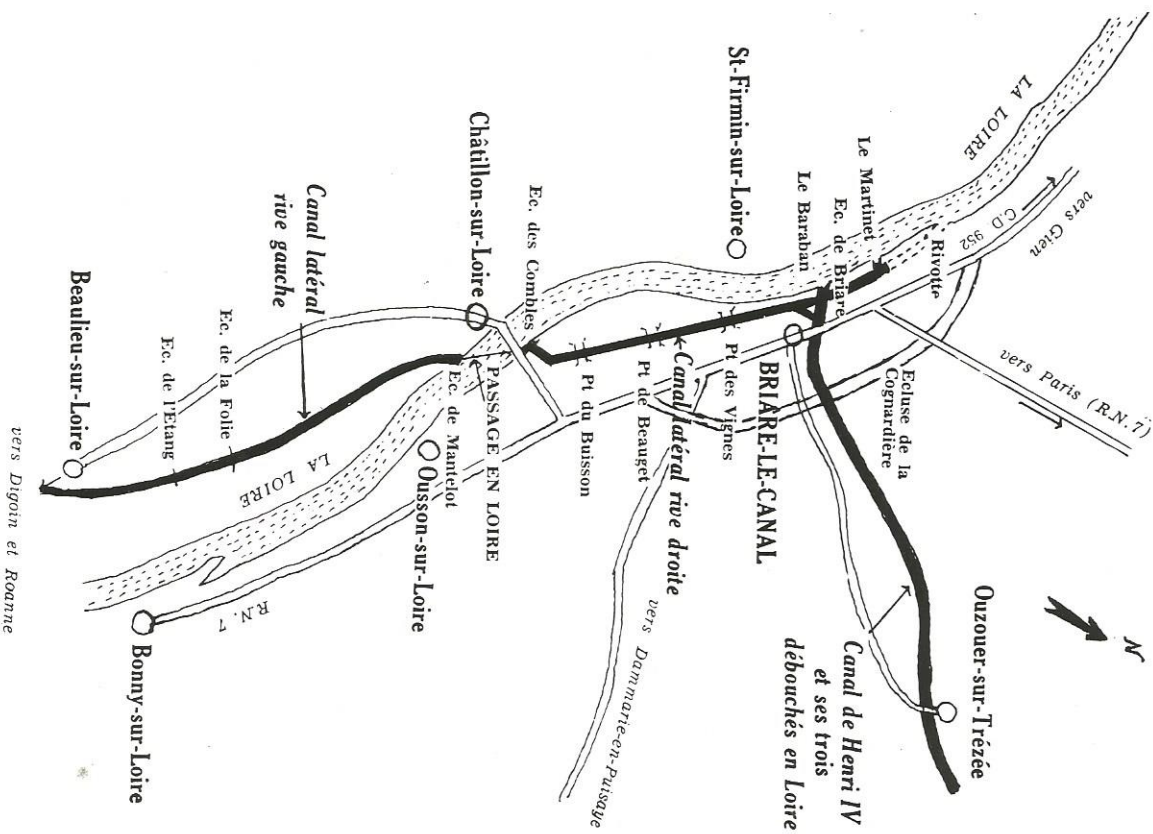 LA LOIRE
vers Gien
C.D 952
Rivotte
Le Martinet
Ec. de Briare
Le Baraban
vers Paris (R.N. 7)
St-Firmin-sur-Loire
BRIARE-LE-CANAL
Ecluse de la
Cognardière
Ouzouer-sur-Trézée
Canal de Henri IV
et ses trois
débouchés en Loire
N
Pt des Vignes
Canal latéral rive droite
Pt de Beauget
Pt du Buisson
vers Dammarie-en-Puisaye
Ec. des Combles
Châtillon-sur-Loire
PASSAGE EN LOIRE
Ec. de Mantelot
Ousson-sur-Loire
Canal latéral
rive gauche
Ec. de la Folie
Ec. de l'Etang
LA LOIRE
R.N. 7
Beaulieu-sur-Loire
Bonny-sur-Loire
vers Digoin et Roanne